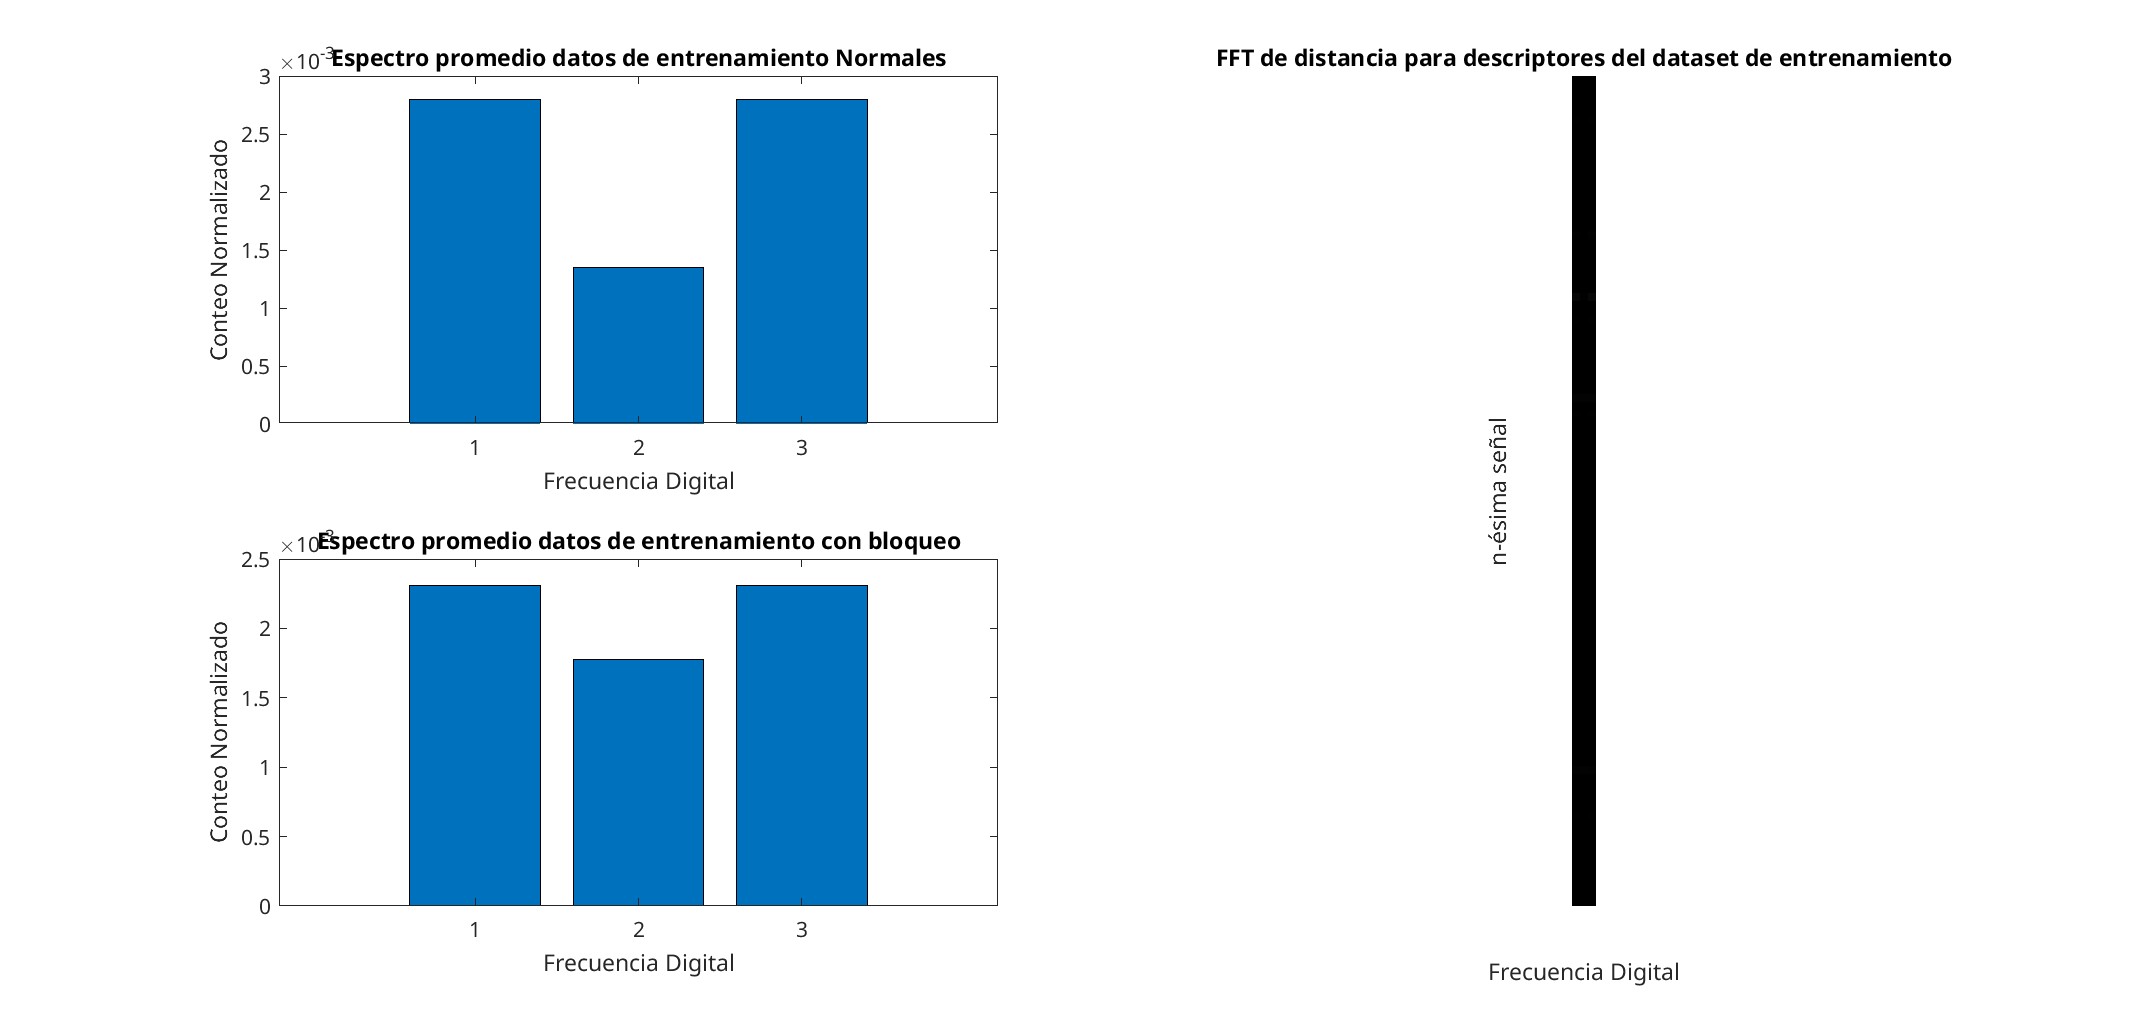 ×10-3
Espectro promedio datos de entrenamiento Normales
3
2.5
2
1.5
1
0.5
0
Conteo Normalizado
1 2 3
Frecuencia Digital
×10-3
Espectro promedio datos de entrenamiento con bloqueo
2.5
2
1.5
1
0.5
0
Conteo Normalizado
1 2 3
Frecuencia Digital
FFT de distancia para descriptores del dataset de entrenamiento
n-ésima señal
Frecuencia Digital